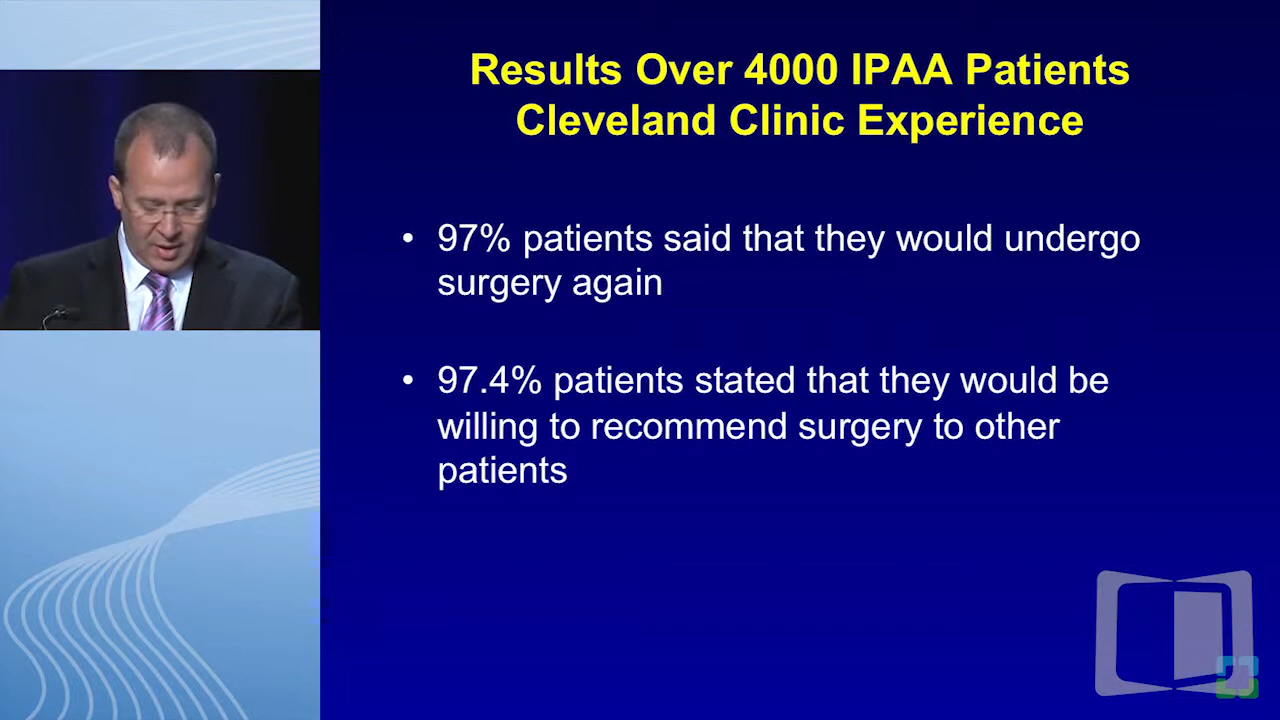 Results Over 4000 IPAA Patients
Cleveland Clinic Experience
• 97% patients said that they would undergo
surgery again
• 97.4% patients stated that they would be
willing to recommend surgery to other
patients